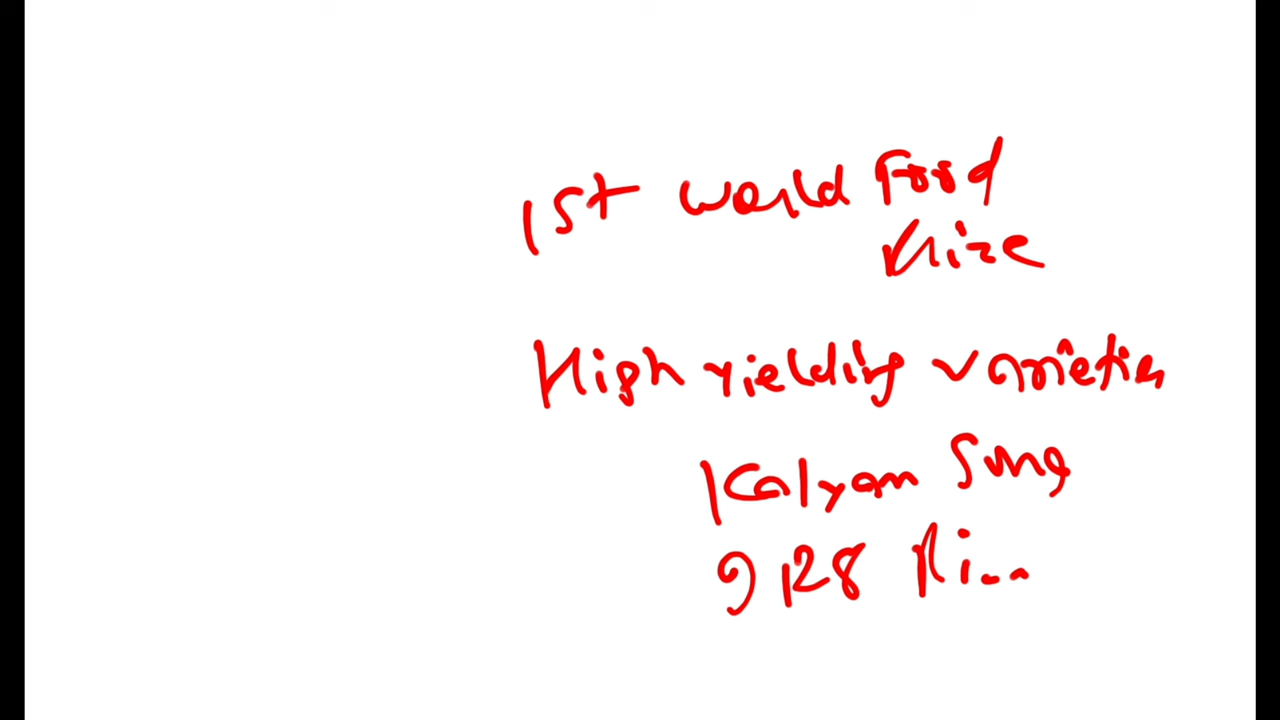 1st world Food
Prize
High yielding varieties
Kalyan Sona
IR8